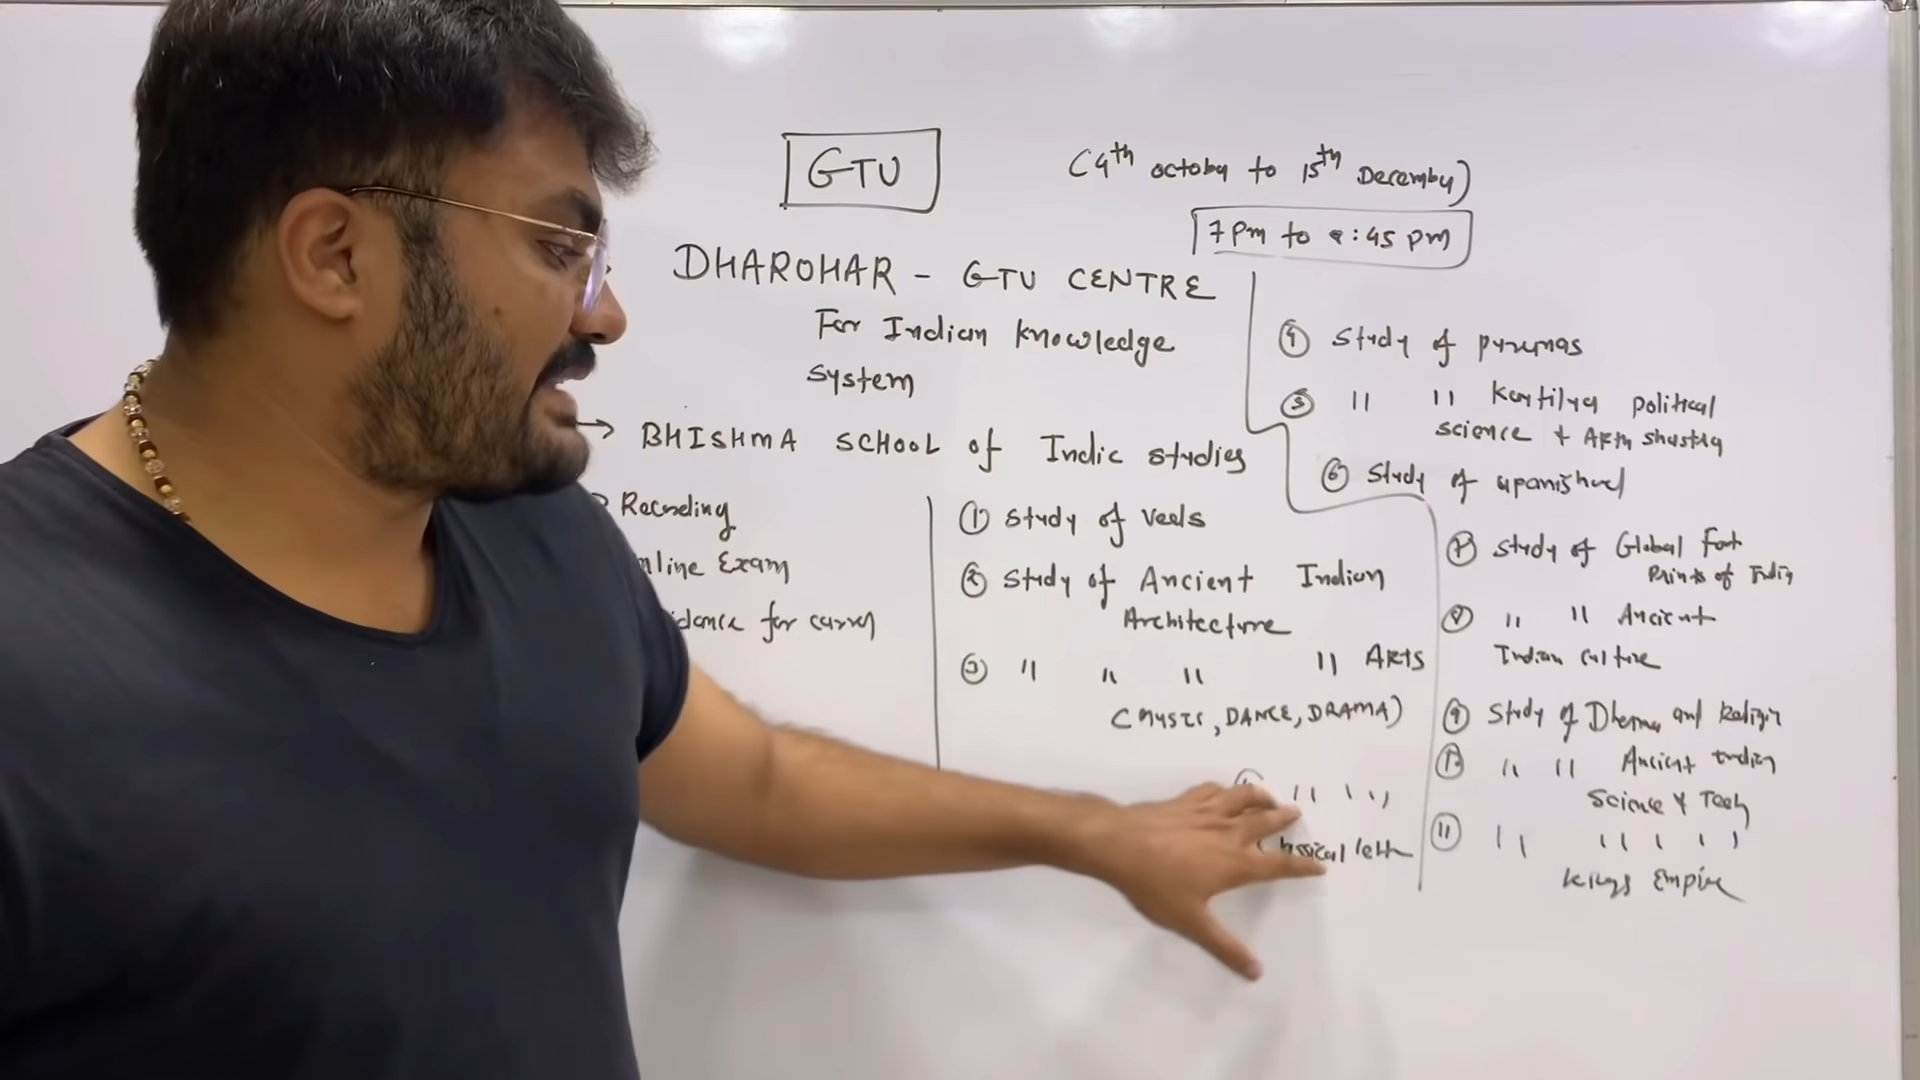 GTU
(4th october to 15th December)
7 pm to 8:45 pm
DHAROHAR - GTU CENTRE
For Indian knowledge
system
→ BHISHMA SCHOOL of Indic studies
Recording
nline Exam
idance for carrer
① Study of Veds
② Study of Ancient Indian
Architecture
③ " " " " ARTS
(MUSIC, DANCE, DRAMA)
④ Study of puranas
⑤ " " Kautilya political
science + Arth shastra
⑥ Study of upanishad
⑦ Study of Global Foot
Prints of India
⑧ " " Ancient
Indian culture
⑨ Study of Dharma and Religion
" " Ancient Indian
Science & Tech
⑪ " " " "
kings Empire
" " "